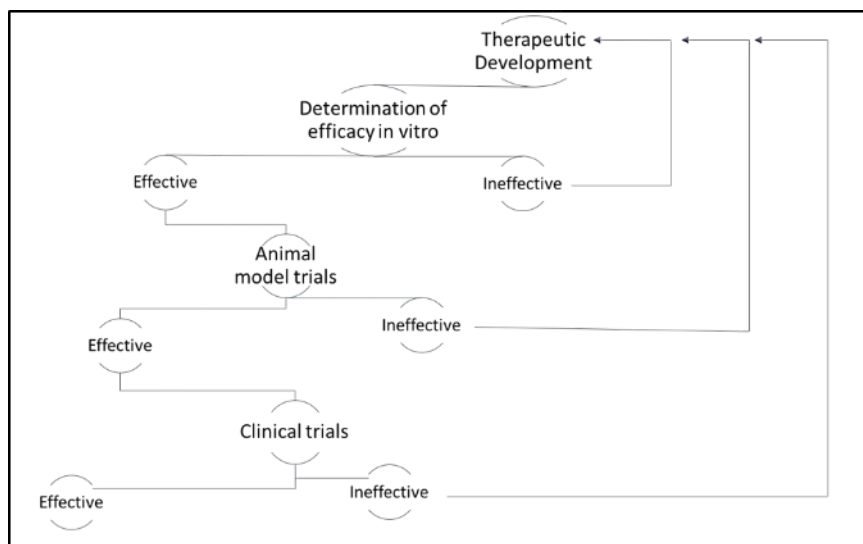 Therapeutic
Development
Determination of
efficacy in vitro
Effective
Ineffective
Animal
model trials
Effective
Ineffective
Clinical trials
Effective
Ineffective